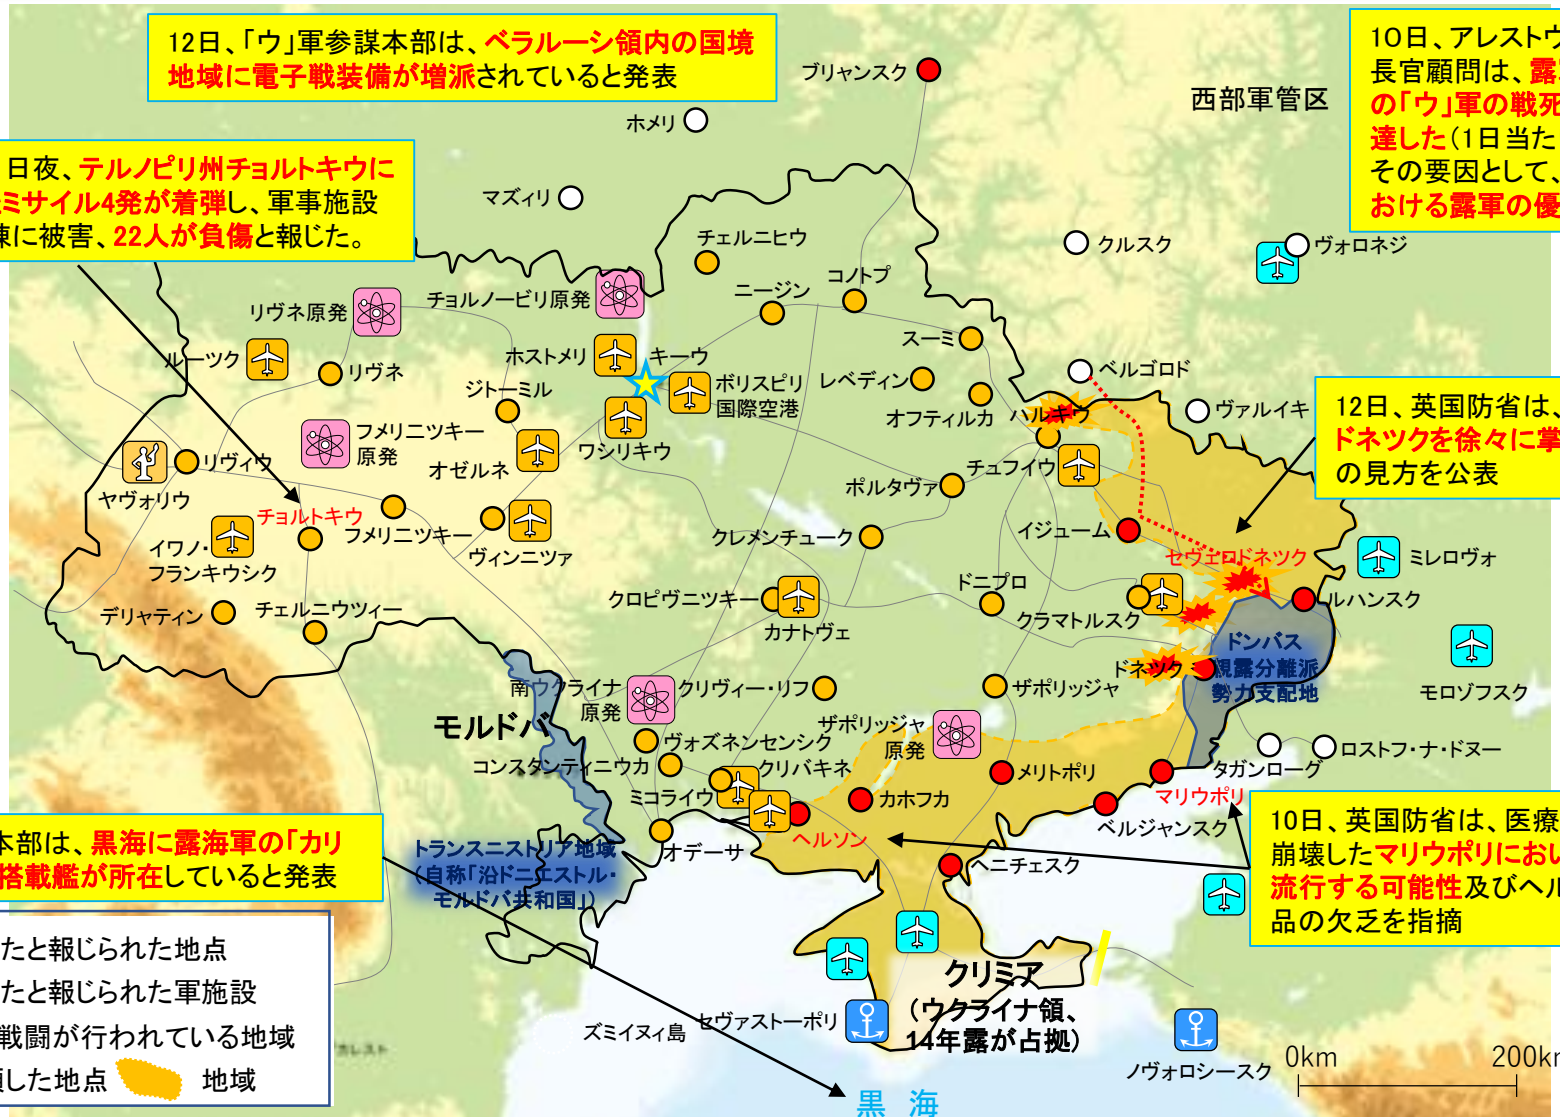 12日、「ウ」軍参謀本部は、ベラルーシ領内の国境
地域に電子戦装備が増派されていると発表
10日、アレストウ
長官顧問は、露
の「ウ」軍の戦死
達した（1日当た
その要因として、
おける露軍の優
日夜、テルノピリ州チョルトキウに
ミサイル4発が着弾し、軍事施設
に被害、22人が負傷と報じた。
12日、英国防省は、
ドネツクを徐々に掌
の見方を公表
本部は、黒海に露海軍の「カリ
搭載艦が所在していると発表
10日、英国防省は、医療
崩壊したマリウポリにおい
流行する可能性及びヘル
品の欠乏を指摘
ブリャンスク
西部軍管区
ホメリ
マズィリ
チェルニヒウ
クルスク
ヴォロネジ
コノトプ
ニージン
チョルノービリ原発
リヴネ原発
スーミ
ルーツク
リヴネ
ホストメリ
キーウ
ボリスピリ
国際空港
レベディン
ベルゴロド
ジトーミル
オフティルカ
ハルキウ
ヴァルイキ
フメリニツキー
原発
ワシリキウ
リヴィウ
オゼルネ
チュフイウ
ヤヴォリウ
ポルタヴァ
チョルトキウ
フメリニツキー
ヴィンニツァ
イワノ・
フランキウシク
クレメンチューク
イジューム
セヴェロドネツク
ミレロヴォ
デリャティン
チェルニウツィー
クロピヴニツキー
カナトヴェ
ドニプロ
クラマトルスク
ルハンスク
ドンバス
親露分離派
勢力支配地
ドネツク
モロゾフスク
南ウクライナ
原発
クリヴィー・リフ
ザポリッジャ
ザポリッジャ
原発
モルドバ
ヴォズネンセンシク
コンスタンティニウカ
クリバキネ
ミコライウ
メリトポリ
カホフカ
タガンローグ
ロストフ・ナ・ドヌー
マリウポリ
ベルジャンスク
ヘルソン
オデーサ
ヘニチェスク
トランスニストリア地域
（自称「沿ドニエストル・
モルドバ共和国」）
たと報じられた地点
たと報じられた軍施設
戦闘が行われている地域
した地点
地域
カレスト
クリミア
（ウクライナ領、
14年露が占拠）
ズミイヌィ島
セヴァストーポリ
ノヴォロシースク
黒 海
0km
200km